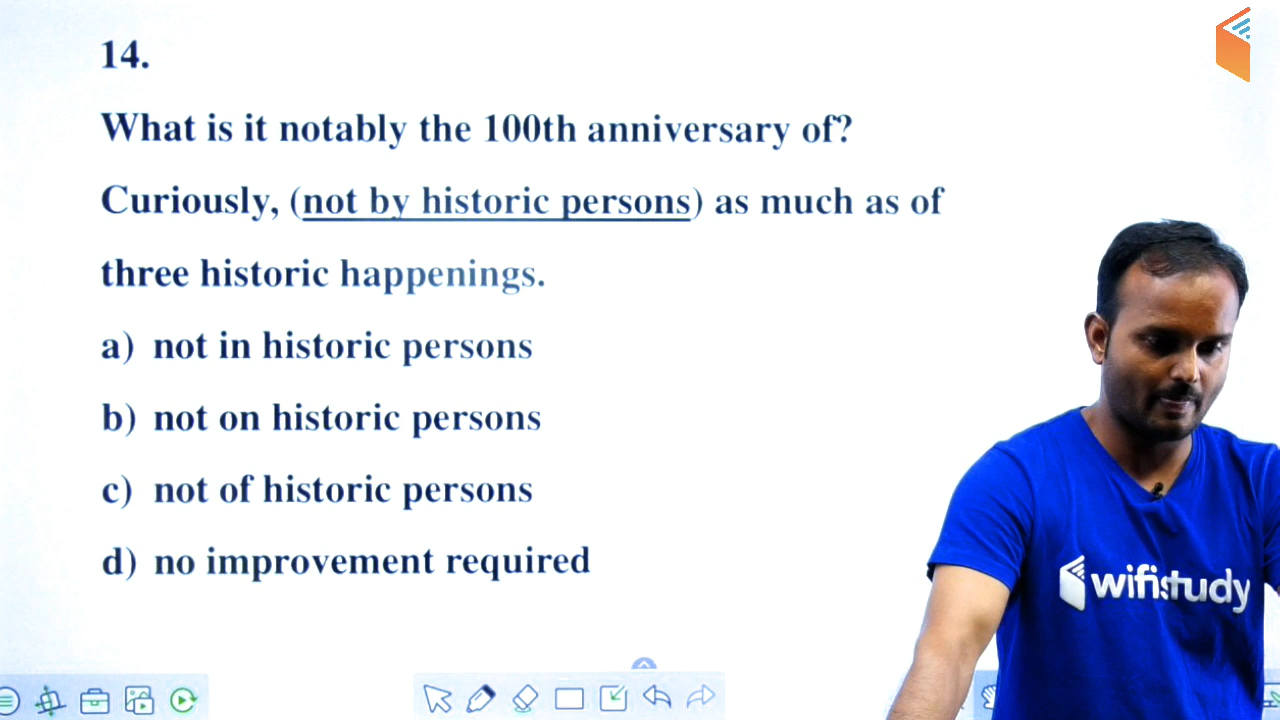 14.
What is it notably the 100th anniversary of?
Curiously, (not by historic persons) as much as of
three historic happenings.
a) not in historic persons
b) not on historic persons
c) not of historic persons
d) no improvement required
wifistudy